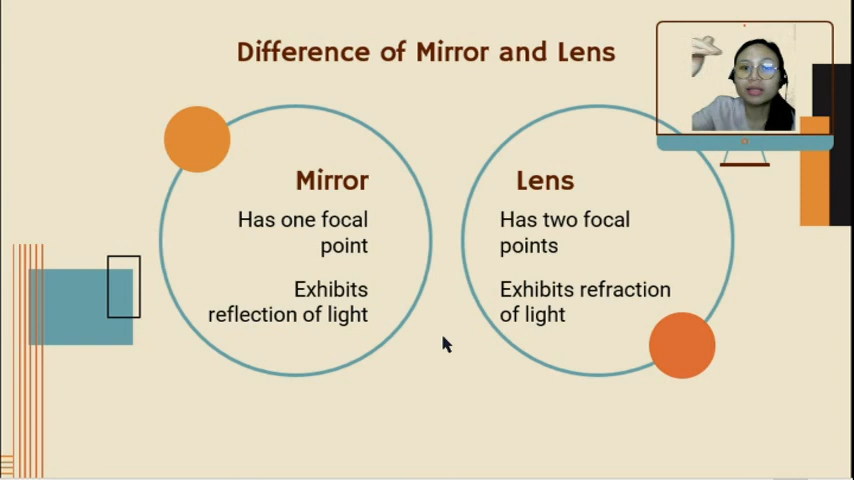 Difference of Mirror and Lens
Mirror
Has one focal
point
Exhibits
reflection of light
Lens
Has two focal
points
Exhibits refraction
of light